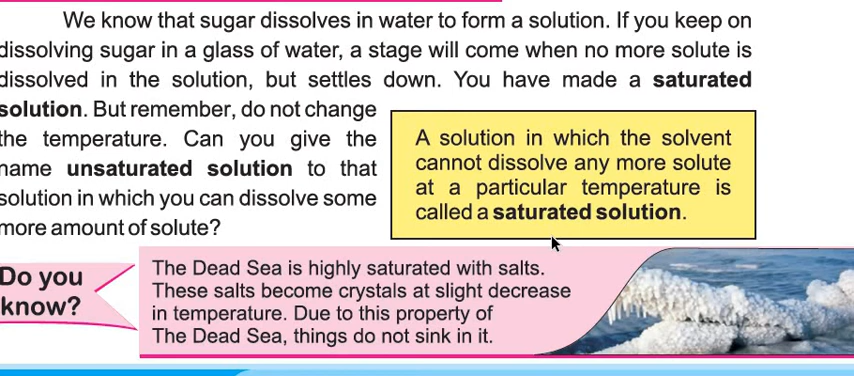 We know that sugar dissolves in water to form a solution. If you keep on
dissolving sugar in a glass of water, a stage will come when no more solute is
dissolved in the solution, but settles down. You have made a saturated
solution. But remember, do not change
the temperature. Can you give the
name unsaturated solution to that
solution in which you can dissolve some
more amount of solute?
A solution in which the solvent
cannot dissolve any more solute
at a particular temperature is
called a saturated solution.
Do you
know?
The Dead Sea is highly saturated with salts.
These salts become crystals at slight decrease
in temperature. Due to this property of
The Dead Sea, things do not sink in it.